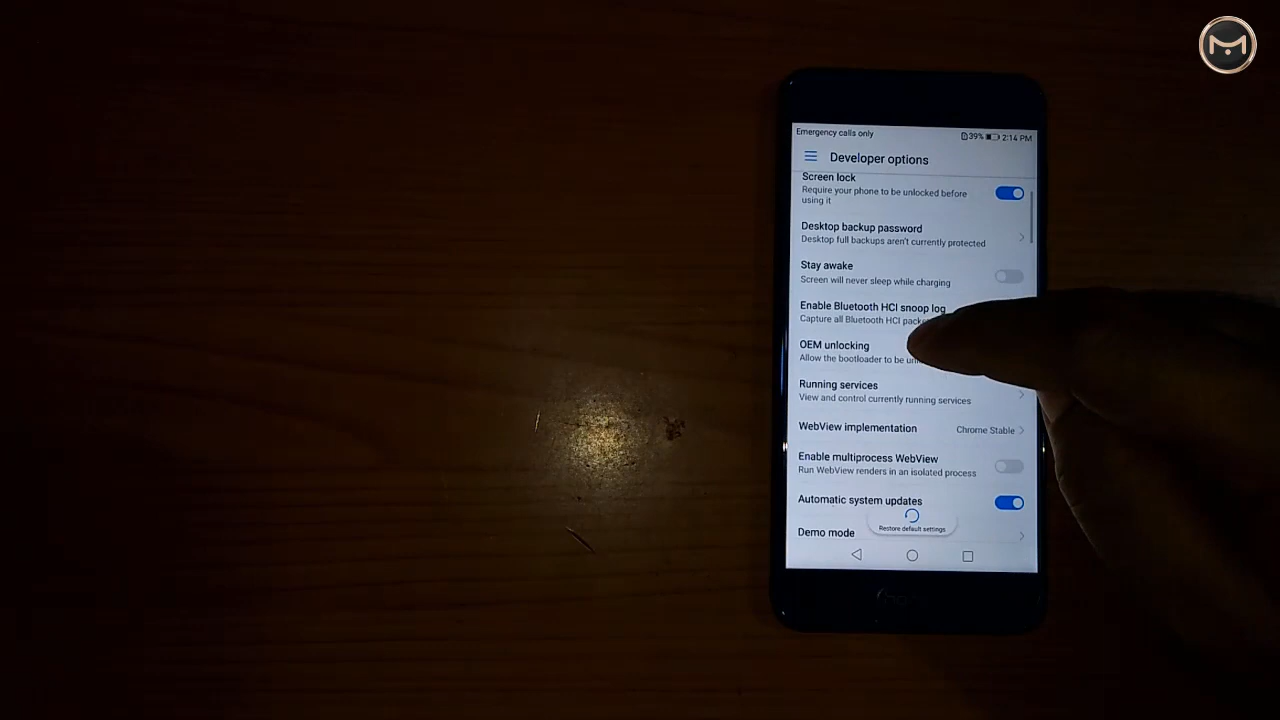 Emergency calls only
39% 2:14 PM
Developer options
Screen lock
Require your phone to be unlocked before
using it
Desktop backup password
Desktop full backups aren't currently protected
Stay awake
Screen will never sleep while charging
Enable Bluetooth HCI snoop log
Capture all Bluetooth HCI
OEM unlocking
Allow the bootloader to be
Running services
View and control currently running services
WebView implementation
Chrome Stable
Enable multiprocess WebView
Run WebView renders in an isolated process
Automatic system updates
Restore default settings
Demo mode